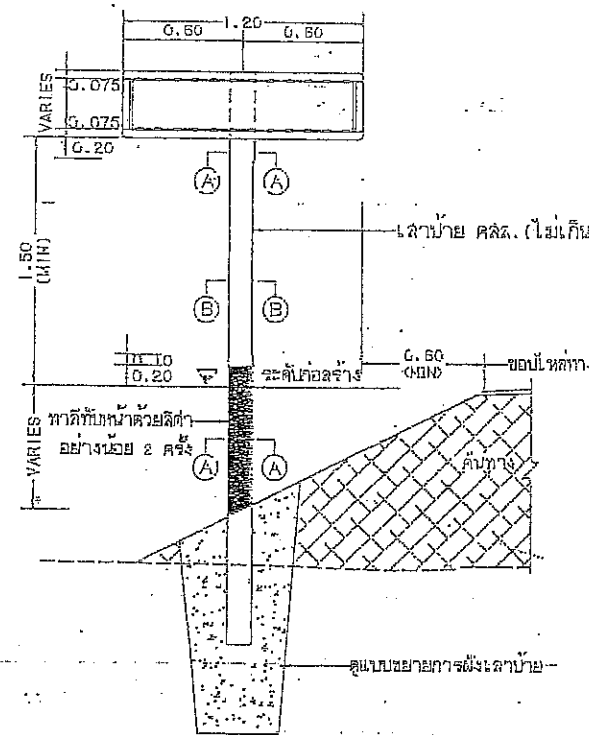 1.20
0.60 0.60
VARIES
0.075
0.075
0.20
A A
1.50
(MIN)
เสาป้าย คสล. (ไม่เกิน
B B
0.10
0.20
ระดับก่อสร้าง
0.60
(MIN)
ขอบไหล่ทาง
VARIES
ทาสีทับหน้าด้วยสีดำ
อย่างน้อย 2 ครั้ง
A A
คันทาง
ดูแบบขยายการฝังเสาป้าย